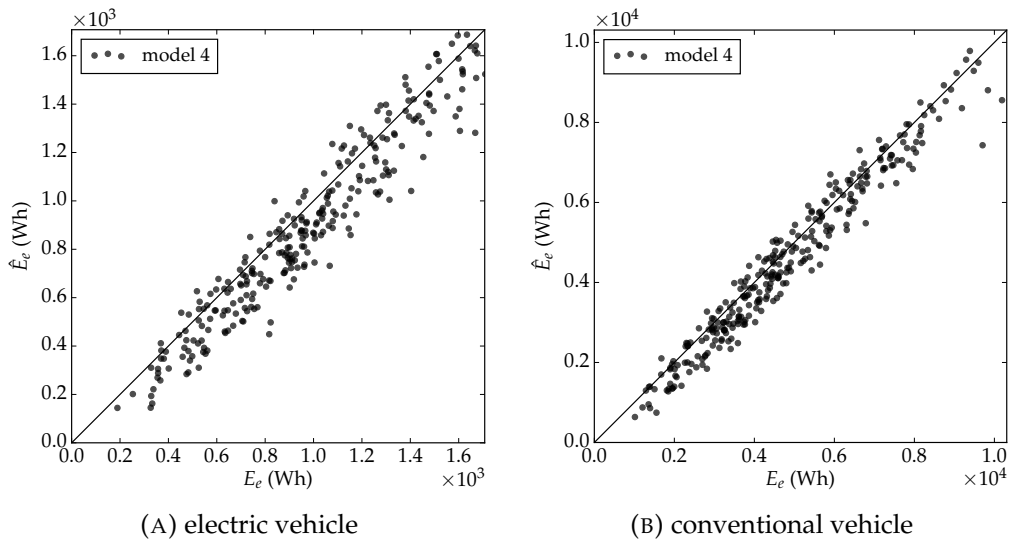 ×10³
1.6
1.4
1.2
1.0
0.8
0.6
0.4
0.2
0.0
Ê_e (Wh)
model 4
0.0 0.2 0.4 0.6 0.8 1.0 1.2 1.4 1.6
E_e (Wh)
×10³
(A) electric vehicle
×10⁴
1.0
0.8
0.6
0.4
0.2
0.0
Ê_e (Wh)
model 4
0.0 0.2 0.4 0.6 0.8 1.0
E_e (Wh)
×10⁴
(B) conventional vehicle